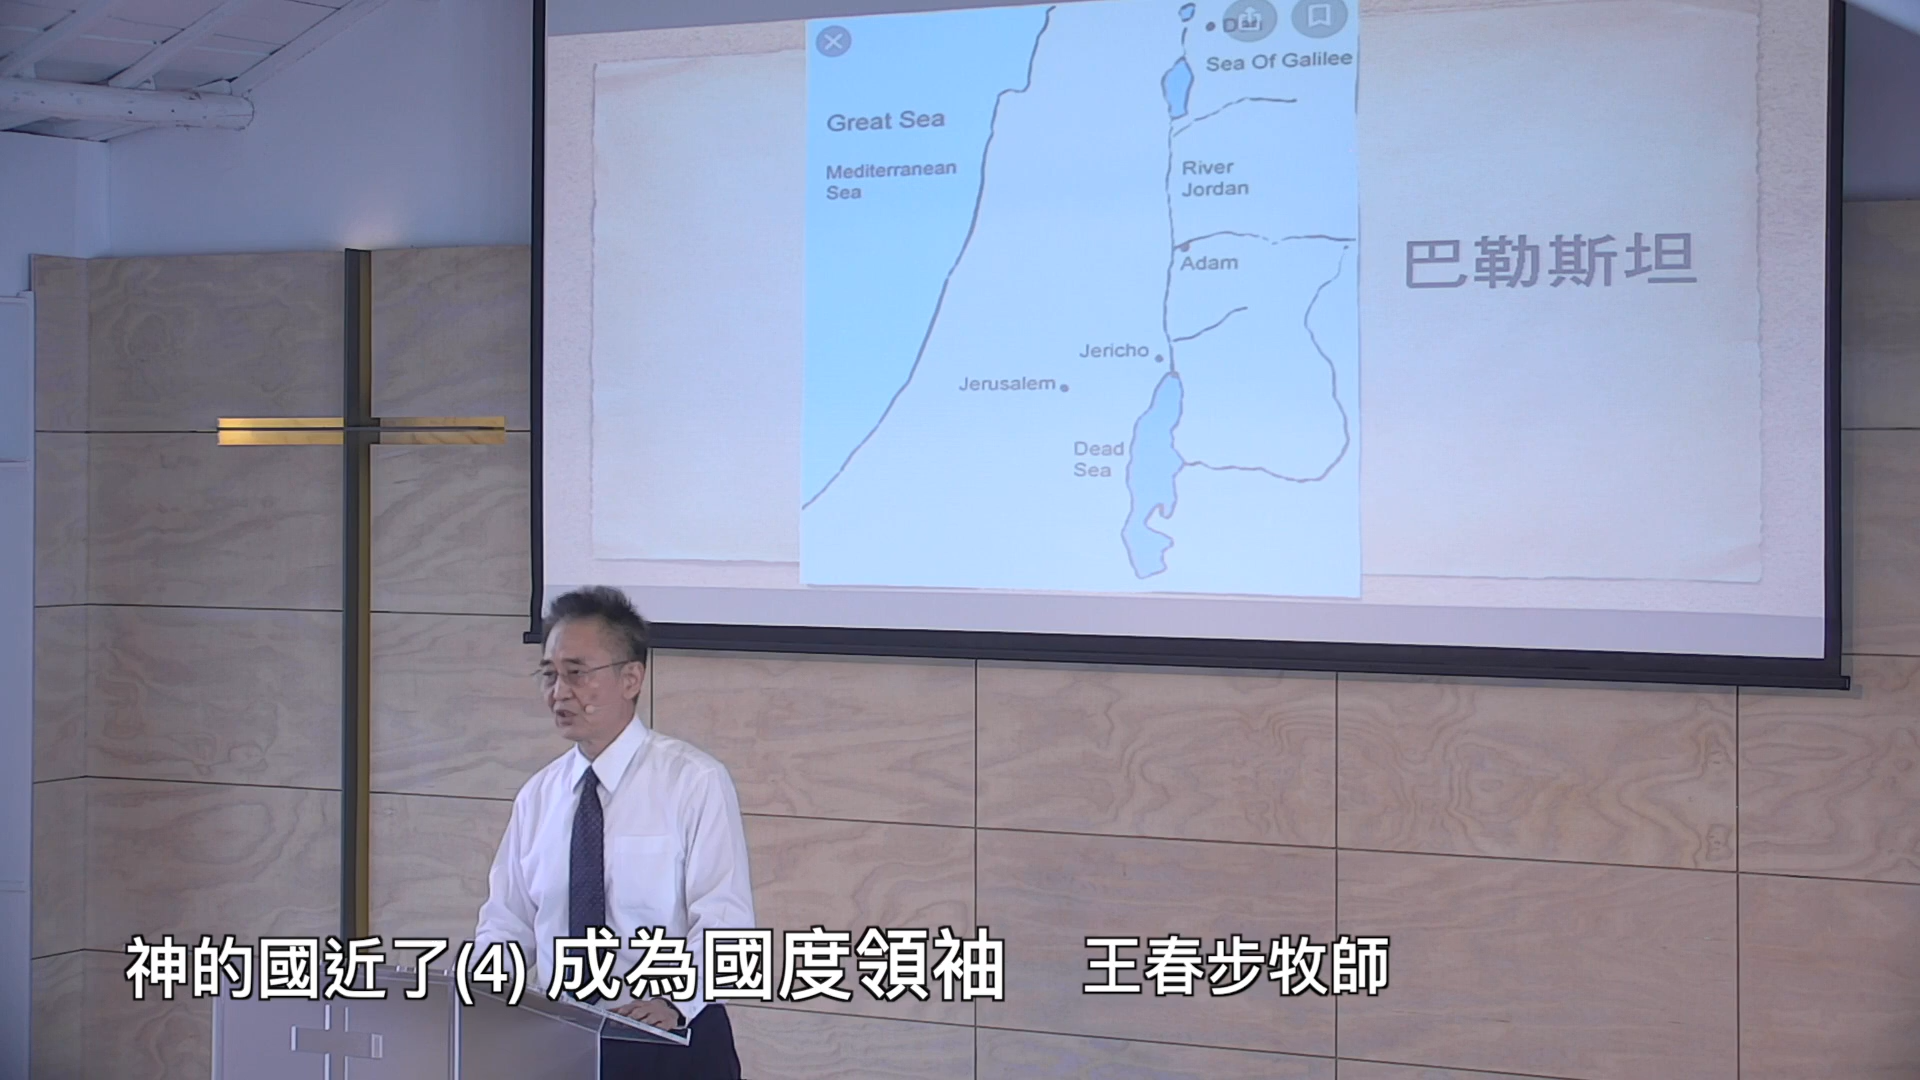 Sea Of Galilee
Great Sea
Mediterranean
Sea
River
Jordan
巴勒斯坦
Adam
Jericho
Jerusalem
Dead
Sea
神的國近了(4) 成為國度領袖 王春步牧師